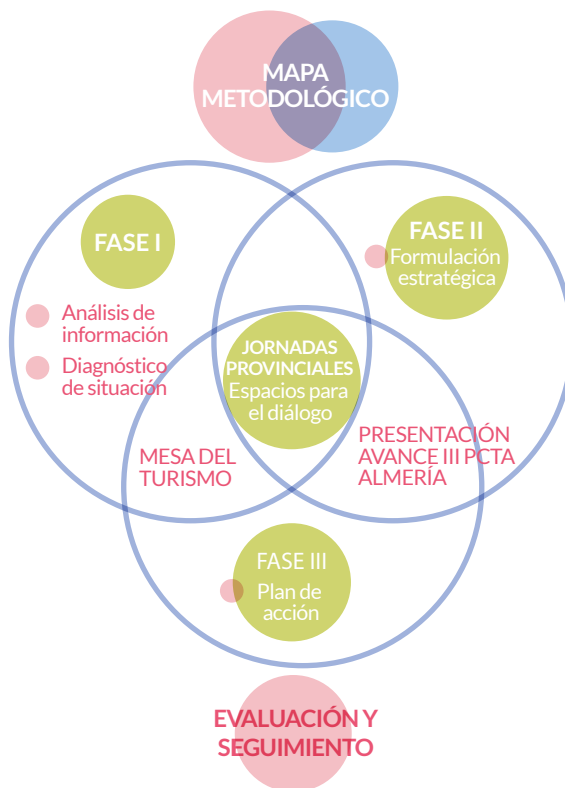 MAPA
METODOLÓGICO
FASE I
Análisis de
información
Diagnóstico
de situación
FASE II
Formulación
estratégica
JORNADAS
PROVINCIALES
Espacios para
el diálogo
MESA DEL
TURISMO
PRESENTACIÓN
AVANCE III PCTA
ALMERÍA
FASE III
Plan de
acción
EVALUACIÓN Y
SEGUIMIENTO